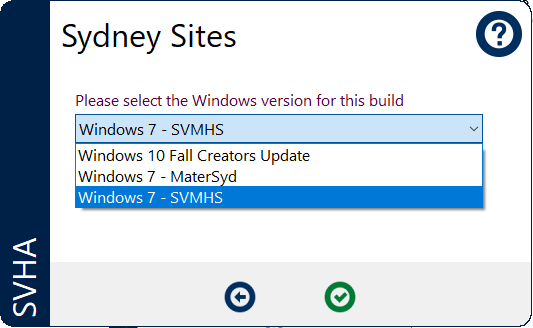 Sydney Sites
?
Please select the Windows version for this build
Windows 7 - SVMHS
Windows 10 Fall Creators Update
Windows 7 - MaterSyd
Windows 7 - SVMHS
SVHA